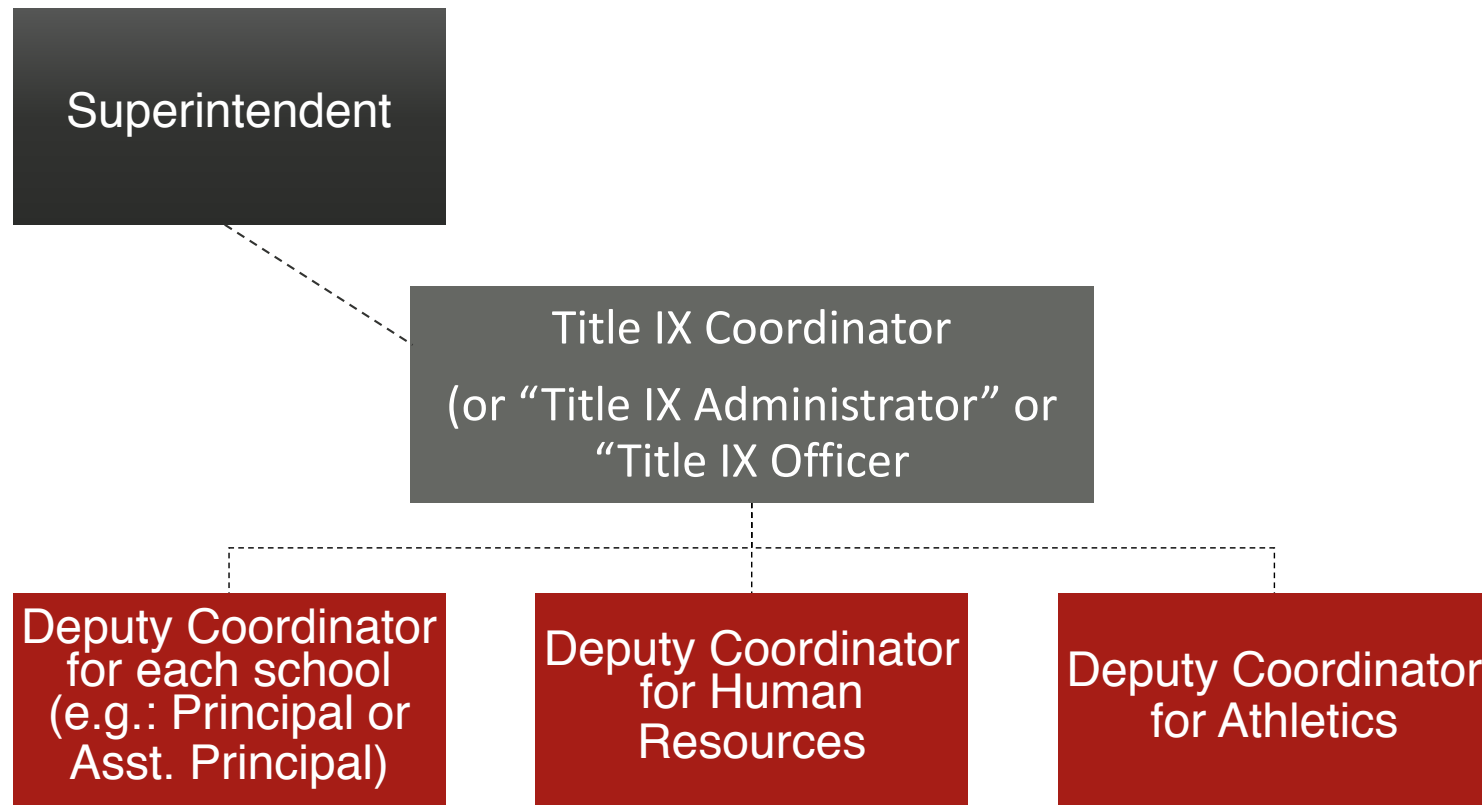 Superintendent
Title IX Coordinator
(or “Title IX Administrator” or
“Title IX Officer
Deputy Coordinator
for each school
(e.g.: Principal or
Asst. Principal)
Deputy Coordinator
for Human
Resources
Deputy Coordinator
for Athletics